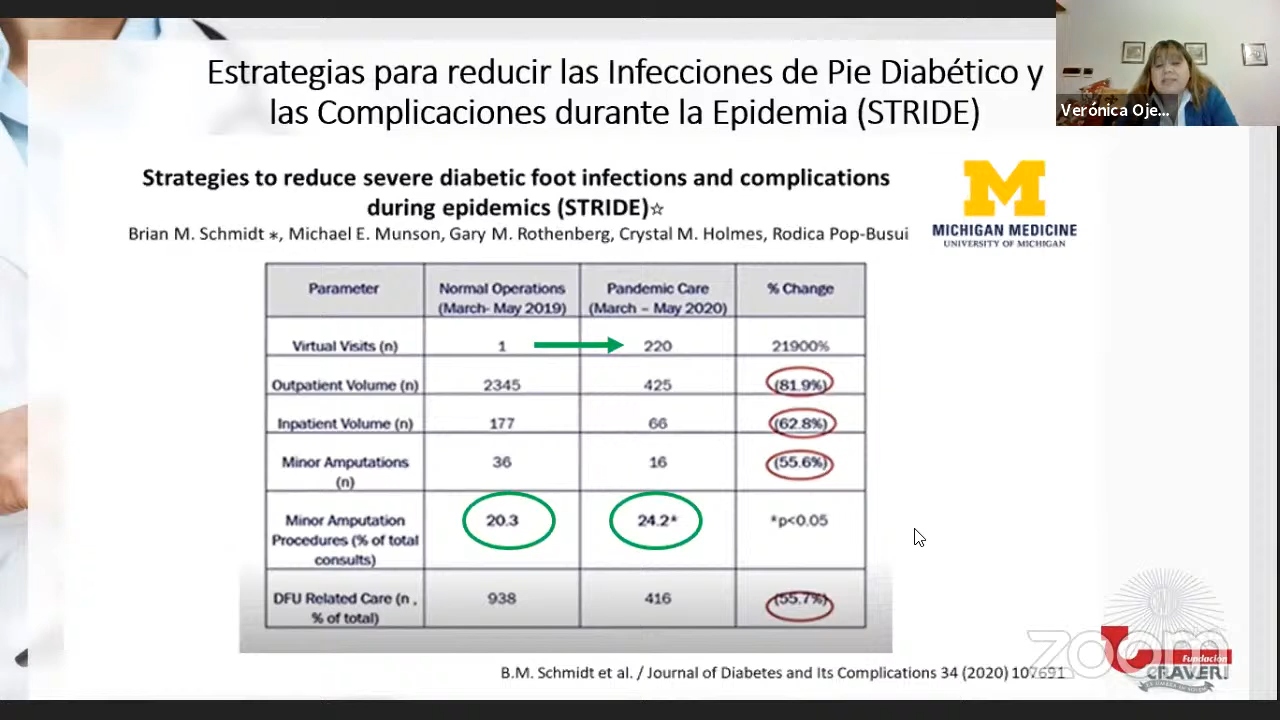 Estrategias para reducir las Infecciones de Pie Diabético y
las Complicaciones durante la Epidemia (STRIDE)
Verónica Oje...
Strategies to reduce severe diabetic foot infections and complications
during epidemics (STRIDE)☆
Brian M. Schmidt *, Michael E. Munson, Gary M. Rothenberg, Crystal M. Holmes, Rodica Pop-Busui
M
MICHIGAN MEDICINE
UNIVERSITY OF MICHIGAN
Parameter Normal Operations Pandemic Care % Change
(March- May 2019) (March – May 2020)
Virtual Visits (n) 1 220 21900%
Outpatient Volume (n) 2345 425 (81.9%)
Inpatient Volume (n) 177 66 (62.8%)
Minor Amputations 36 16 (55.6%)
(n)
Minor Amputation 20.3 24.2* *p<0.05
Procedures (% of total
consults)
DFU Related Care (n , 938 416 (55.7%)
% of total)
B.M. Schmidt et al. / Journal of Diabetes and Its Complications 34 (2020) 107691
zoom
Fundación
CRAVERI